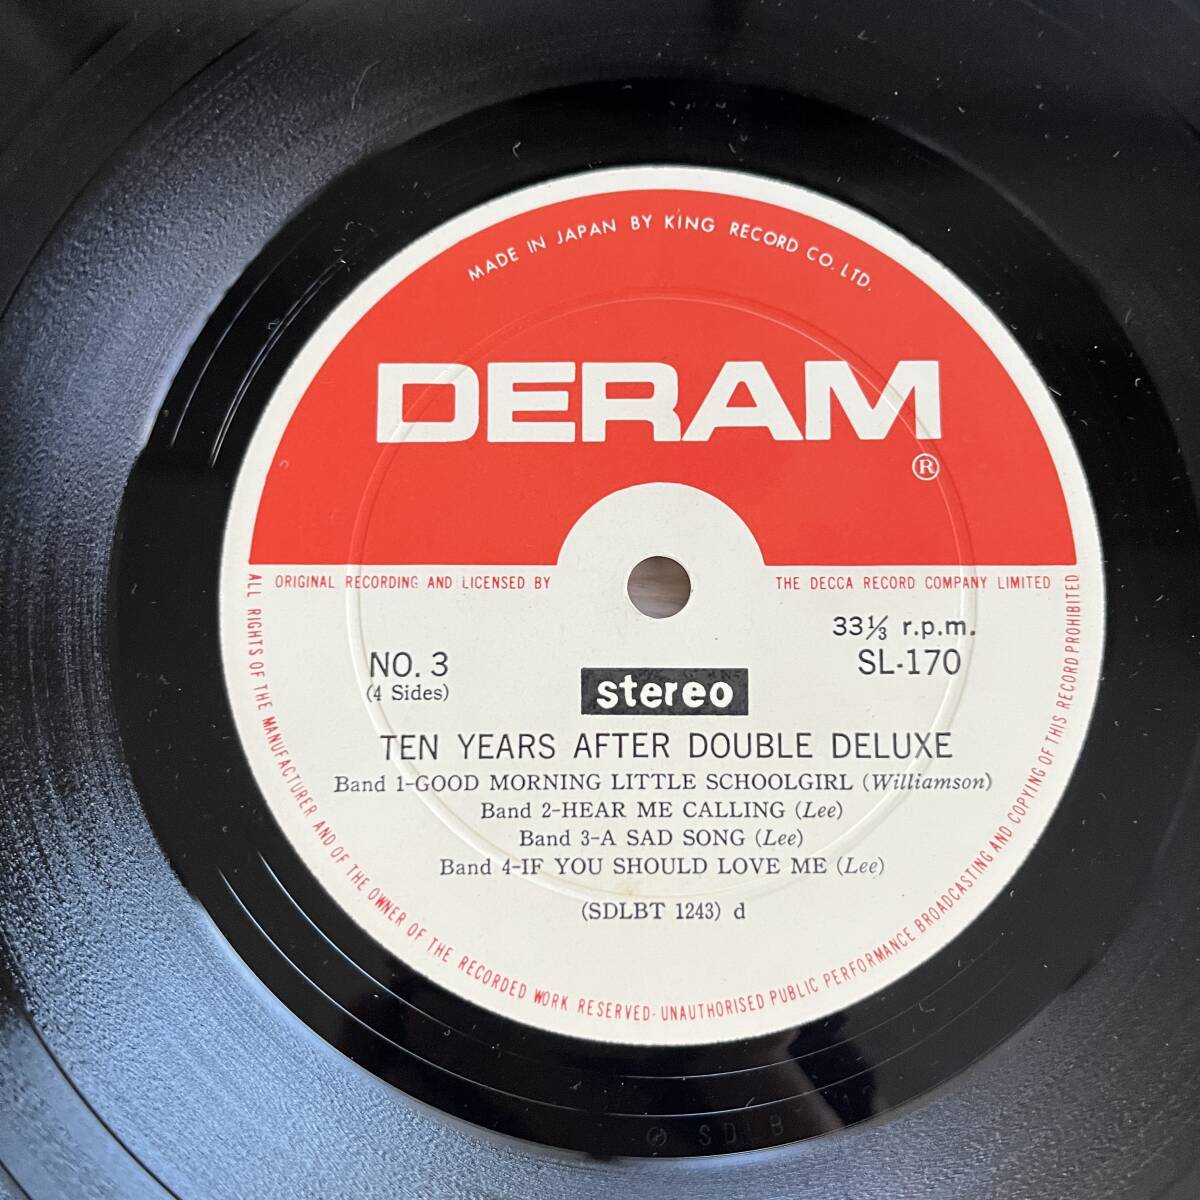 MADE IN JAPAN BY KING RECORD CO. LTD.
DERAM
®
ORIGINAL RECORDING AND LICENSED BY
THE DECCA RECORD COMPANY LIMITED
33⅓ r.p.m.
NO. 3
SL-170
(4 Sides)
stereo
TEN YEARS AFTER DOUBLE DELUXE
Band 1-GOOD MORNING LITTLE SCHOOLGIRL (Williamson)
Band 2-HEAR ME CALLING (Lee)
Band 3-A SAD SONG (Lee)
Band 4-IF YOU SHOULD LOVE ME (Lee)
(SDLBT 1243) d
ALL RIGHTS OF THE MANUFACTURER AND OF THE OWNER OF THE RECORDED WORK RESERVED· UNAUTHORISED PUBLIC PERFORMANCE BROADCASTING AND COPYING OF THIS RECORD PROHIBITED
SDLB